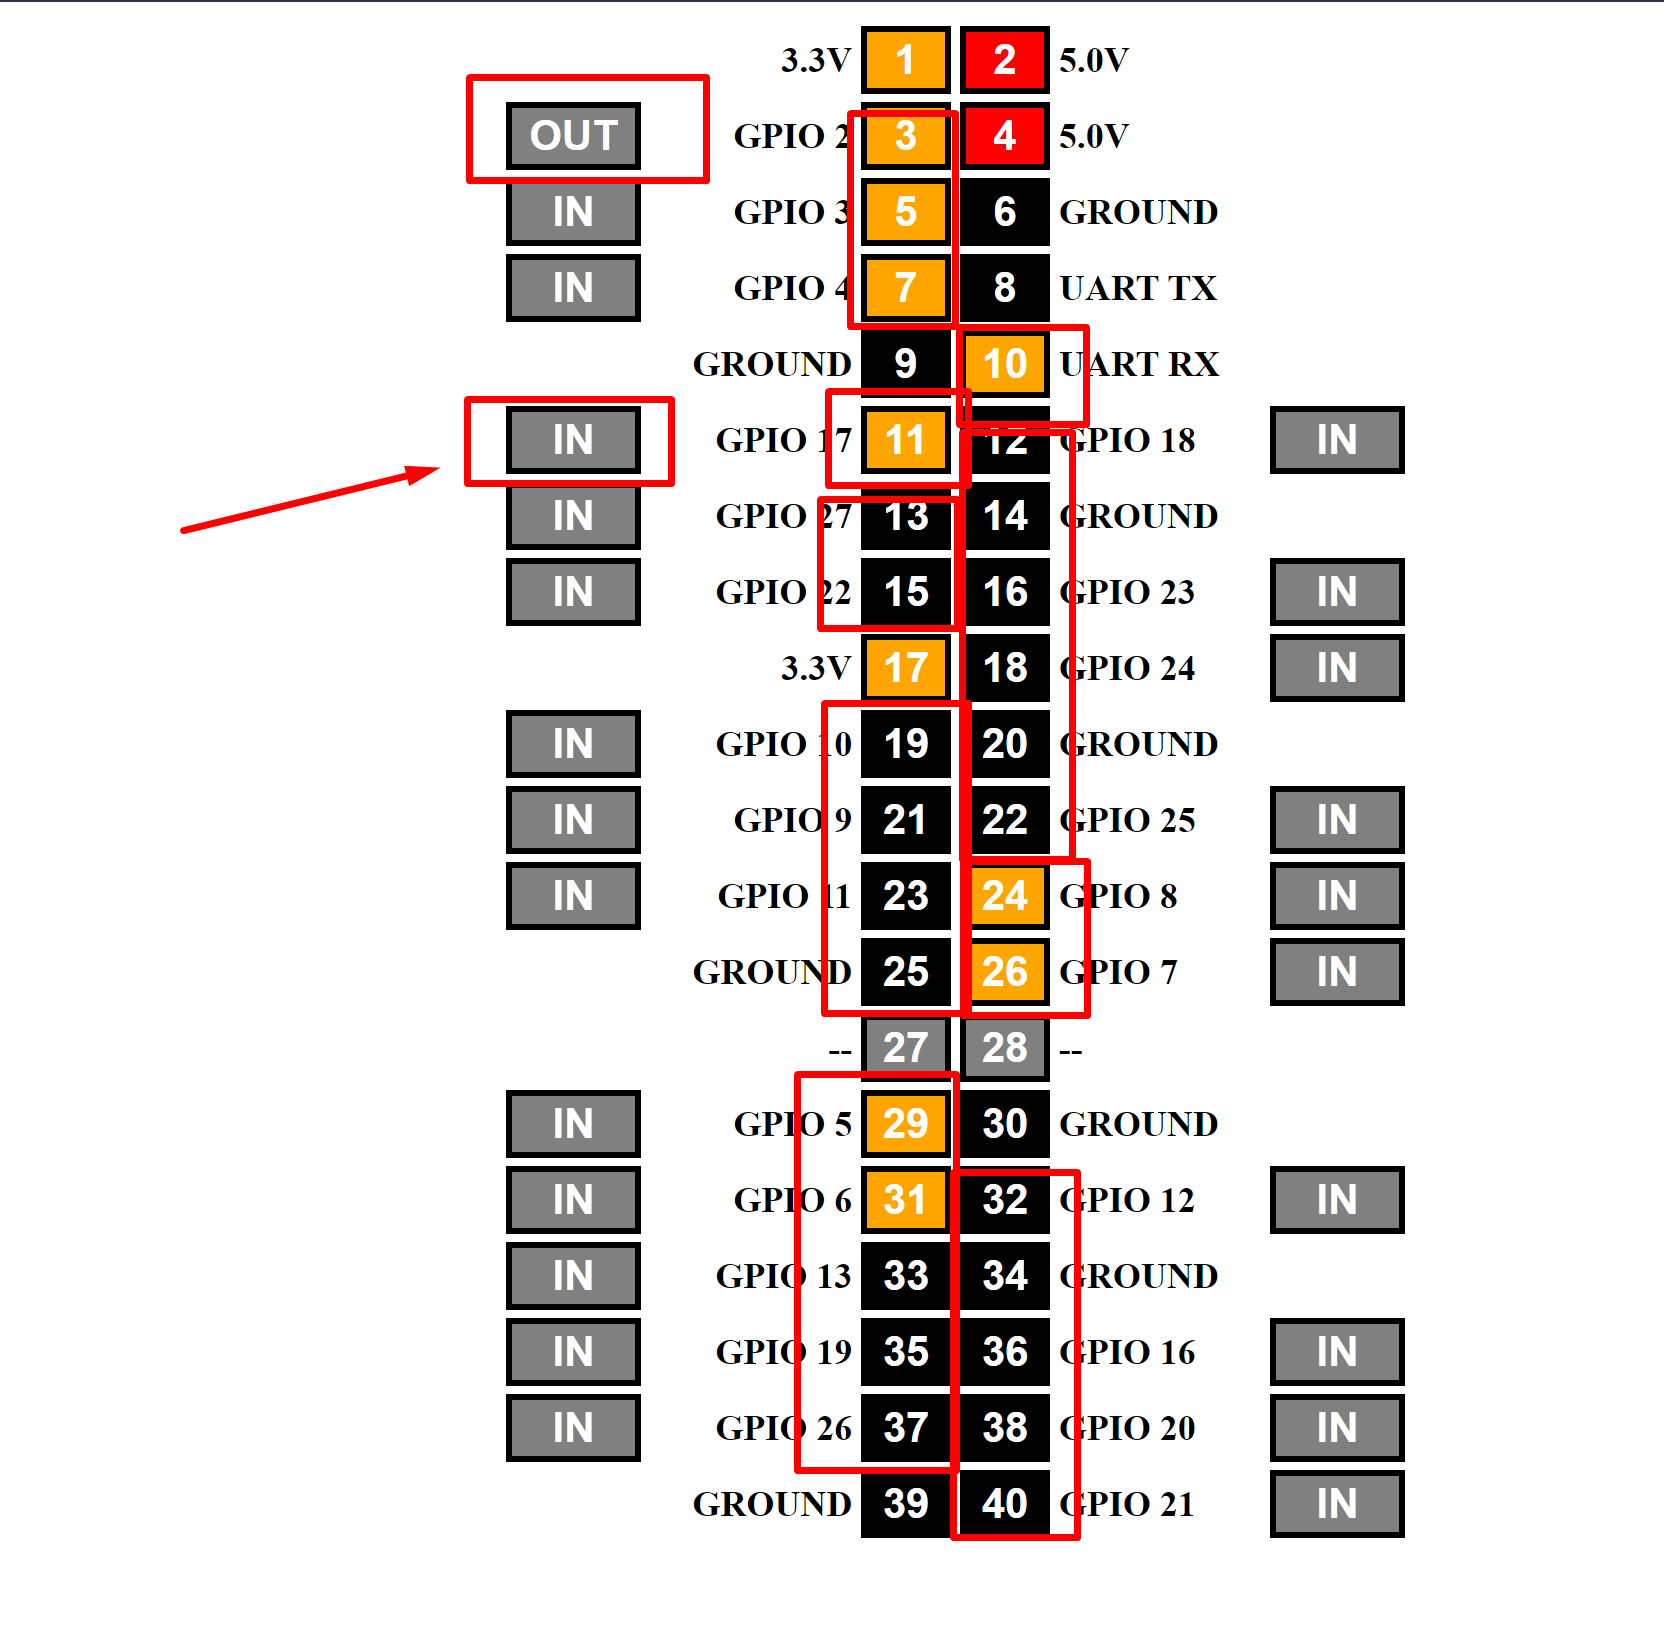 3.3V 1 2 5.0V
OUT GPIO 2 3 4 5.0V
IN GPIO 3 5 6 GROUND
IN GPIO 4 7 8 UART TX
GROUND 9 10 UART RX
IN GPIO 17 11 12 GPIO 18 IN
IN GPIO 27 13 14 GROUND
IN GPIO 22 15 16 GPIO 23 IN
3.3V 17 18 GPIO 24 IN
IN GPIO 10 19 20 GROUND
IN GPIO 9 21 22 GPIO 25 IN
IN GPIO 11 23 24 GPIO 8 IN
GROUND 25 26 GPIO 7 IN
-- 27 28 --
IN GPIO 5 29 30 GROUND
IN GPIO 6 31 32 GPIO 12 IN
IN GPIO 13 33 34 GROUND
IN GPIO 19 35 36 GPIO 16 IN
IN GPIO 26 37 38 GPIO 20 IN
GROUND 39 40 GPIO 21 IN